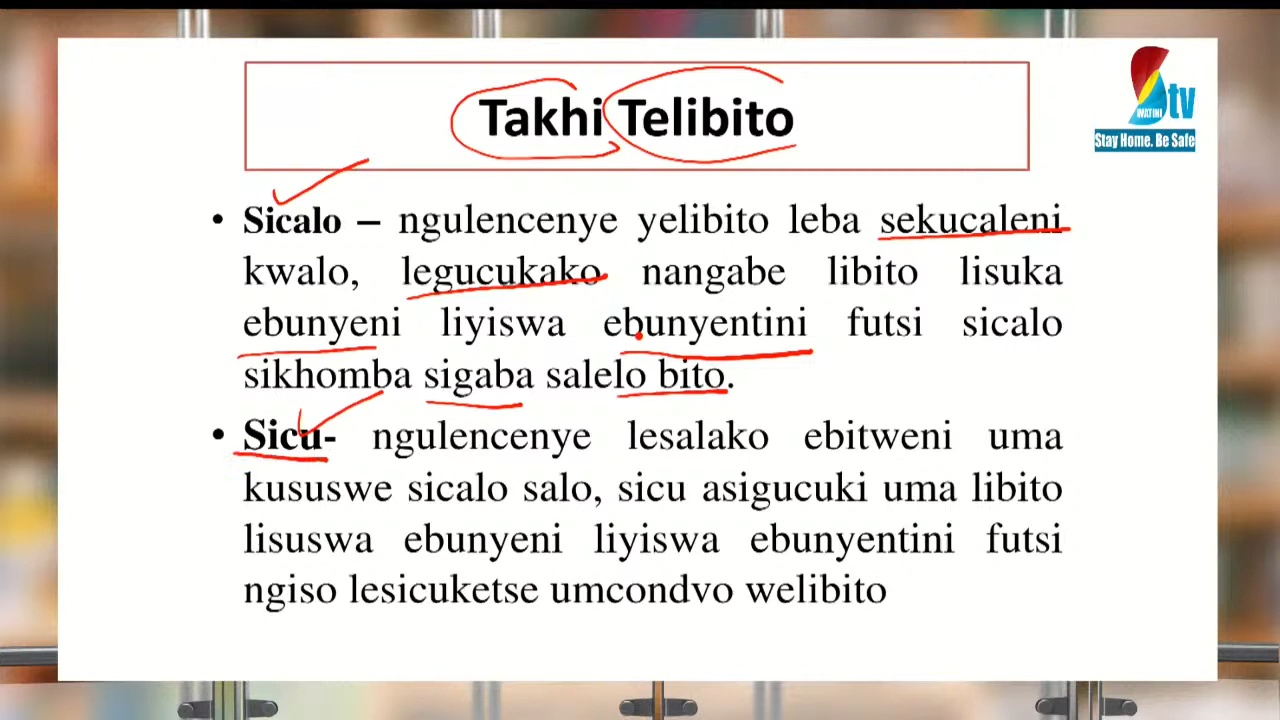 Takhi Telibito
tv
WATINI
Stay Home. Be Safe
• Sicalo – ngulencenye yelibito leba sekucaleni
kwalo, legucukako nangabe libito lisuka
ebunyeni liyiswa ebunyentini futsi sicalo
sikhomba sigaba salelo bito.
• Sicu- ngulencenye lesalako ebitweni uma
kususwe sicalo salo, sicu asigucuki uma libito
lisuswa ebunyeni liyiswa ebunyentini futsi
ngiso lesicuketse umcondvo welibito